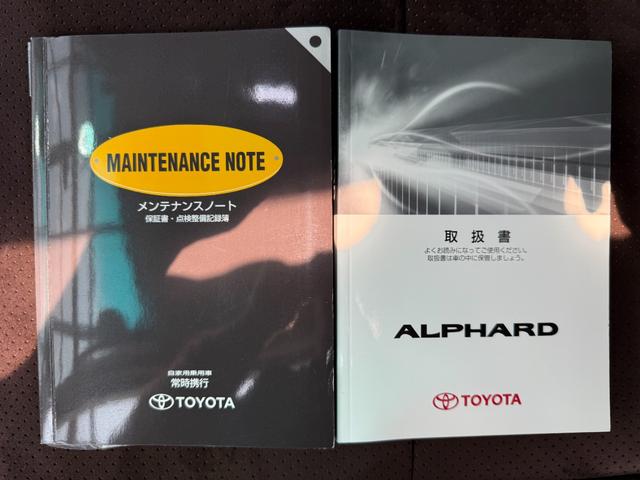 MAINTENANCE NOTE
メンテナンスノート
保証書・点検整備記録簿
自家用乗用車
常時携行
TOYOTA
取扱書
よくお読みになってご使用ください。
取扱書は車の中に保管しましょう。
ALPHARD
TOYOTA